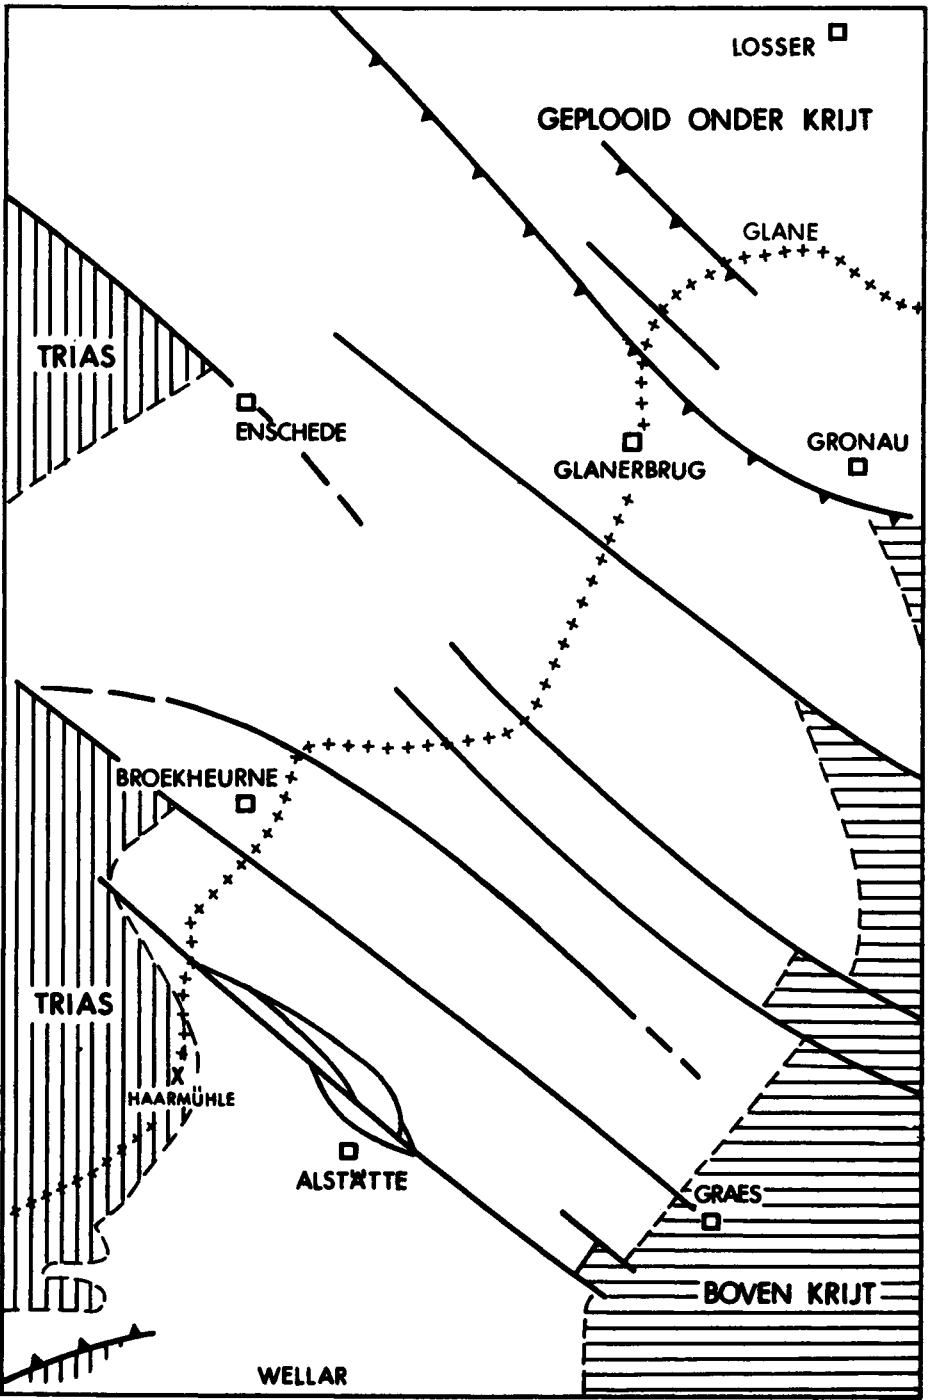 LOSSER
GEPLOOID ONDER KRIJT
GLANE
TRIAS
ENSCHEDE
GRONAU
GLANERBRUG
BROEKHEURNE
TRIAS
HAARMÜHLE
ALSTÄTTE
GRAES
BOVEN KRIJT
WELLAR